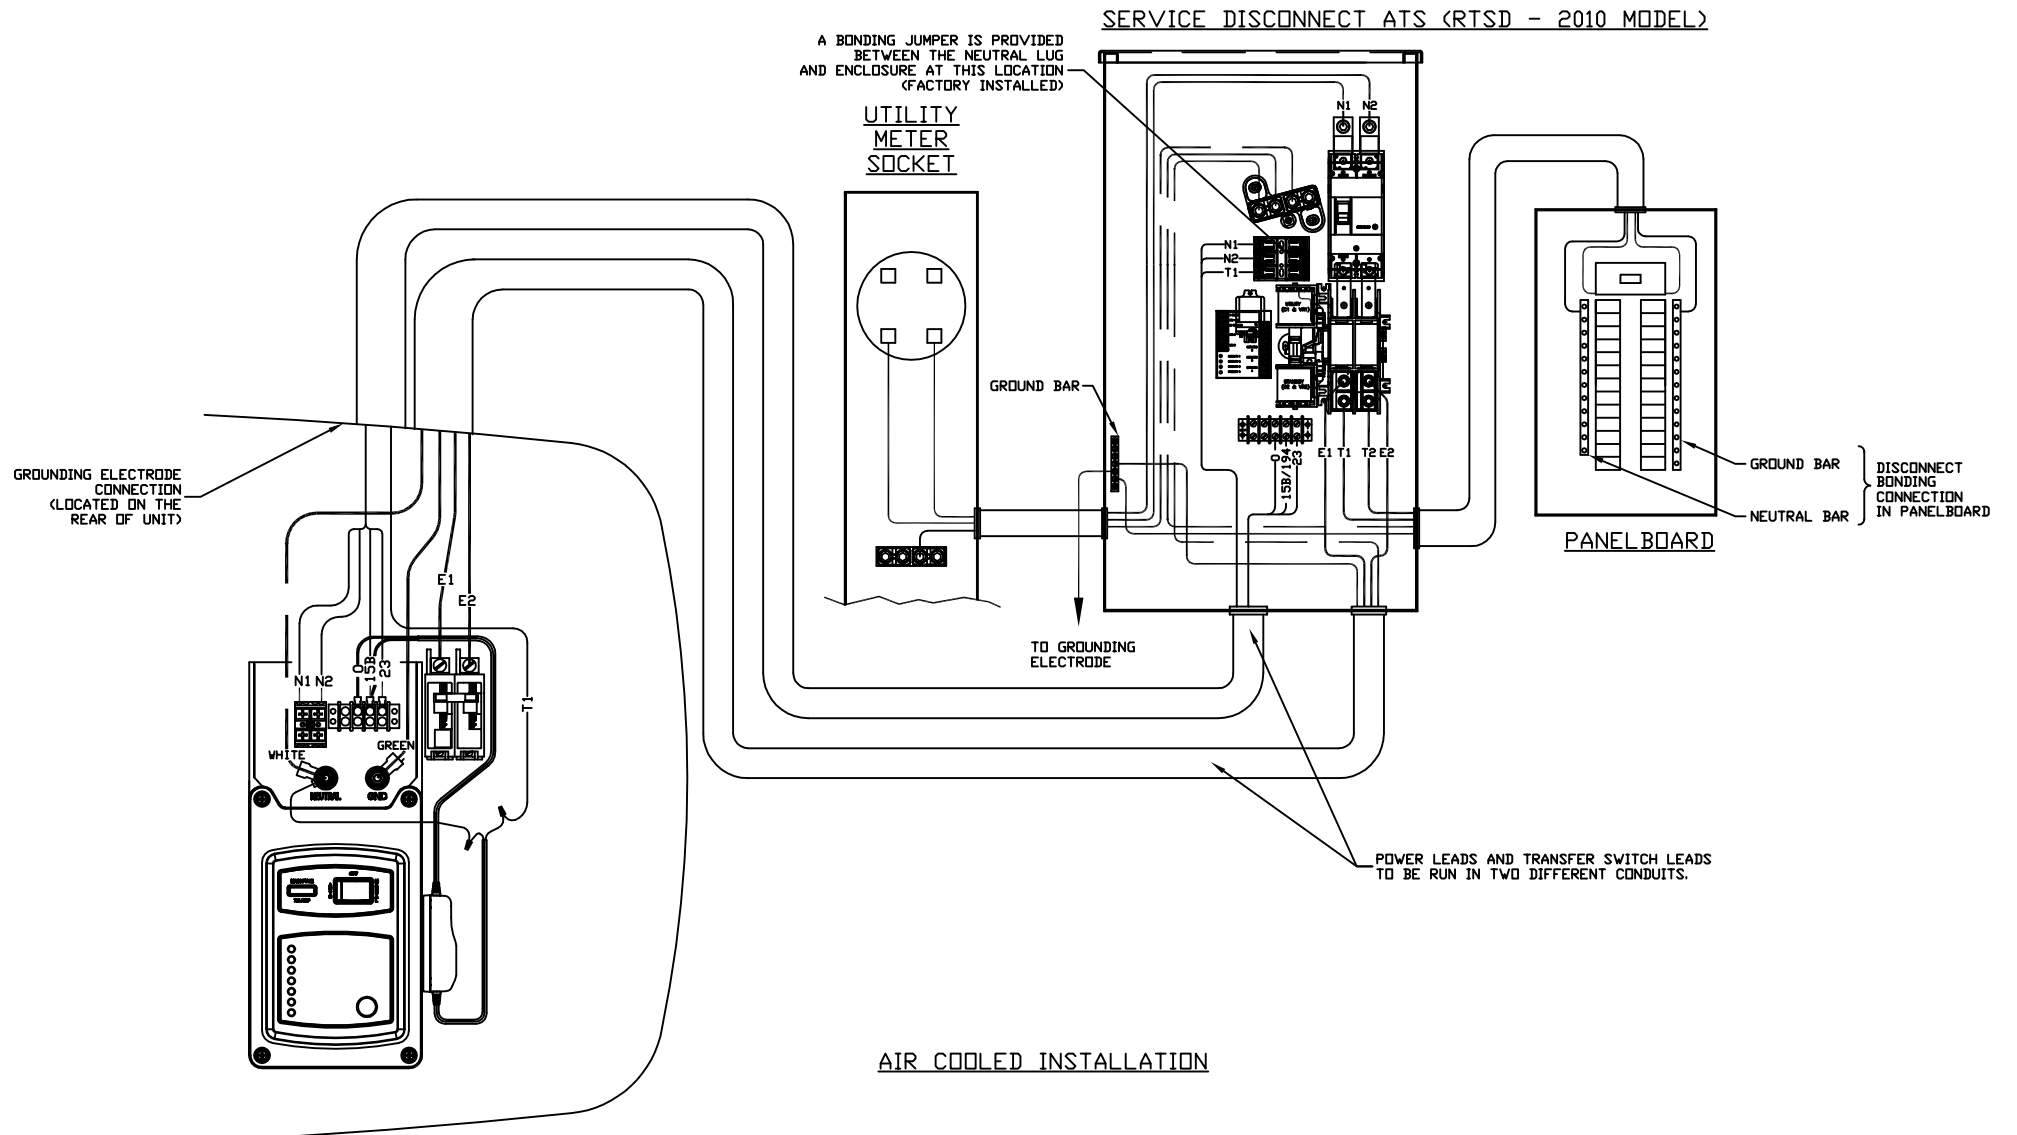 SERVICE DISCONNECT ATS (RTSD - 2010 MODEL)
A BONDING JUMPER IS PROVIDED
BETWEEN THE NEUTRAL LUG
AND ENCLOSURE AT THIS LOCATION
(FACTORY INSTALLED)
UTILITY
METER
SOCKET
N1 N2
N1
N2
T1
GROUND BAR
0
15B/194
23
E1 T1 T2 E2
GROUND BAR
NEUTRAL BAR
DISCONNECT
BONDING
CONNECTION
IN PANELBOARD
PANELBOARD
GROUNDING ELECTRODE
CONNECTION
(LOCATED ON THE
REAR OF UNIT)
E1
E2
TO GROUNDING
ELECTRODE
N1 N2
0
15B
23
T1
WHITE
GREEN
NEUTRAL
GND
OFF
POWER LEADS AND TRANSFER SWITCH LEADS
TO BE RUN IN TWO DIFFERENT CONDUITS.
AIR COOLED INSTALLATION